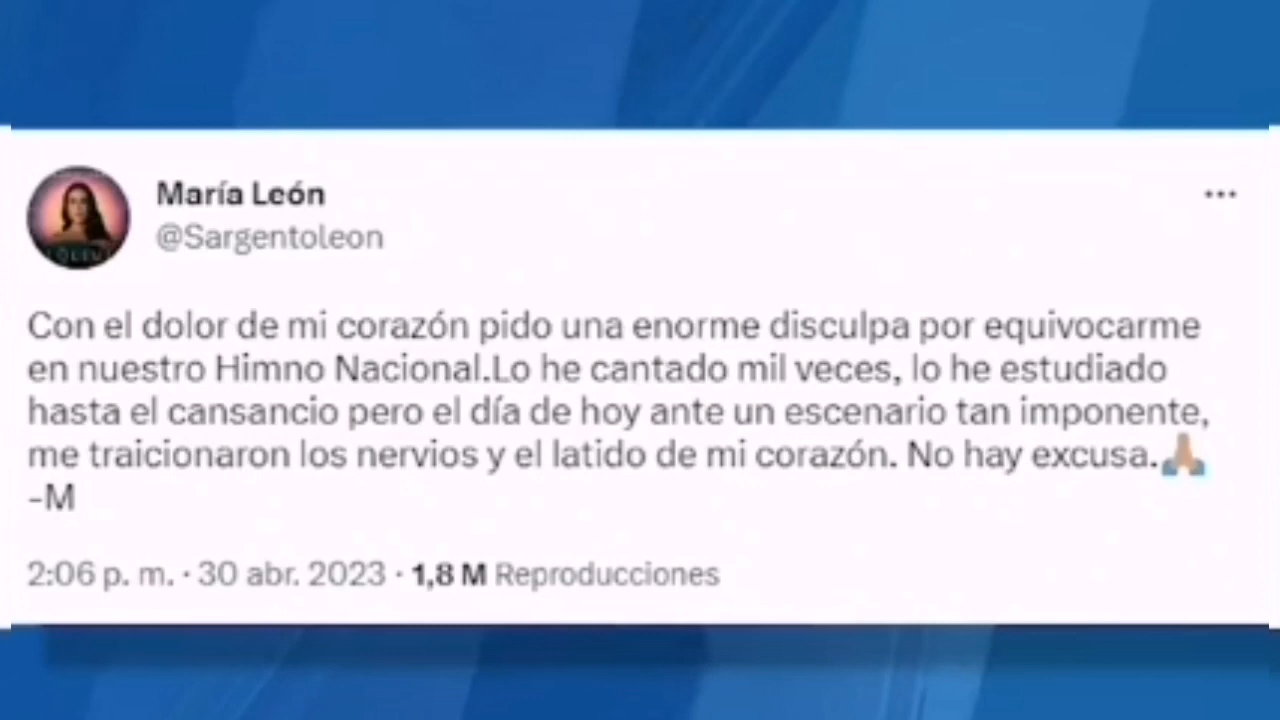 María León
@Sargentoleon
Con el dolor de mi corazón pido una enorme disculpa por equivocarme
en nuestro Himno Nacional.Lo he cantado mil veces, lo he estudiado
hasta el cansancio pero el día de hoy ante un escenario tan imponente,
me traicionaron los nervios y el latido de mi corazón. No hay excusa.🙏🏽
-M
2:06 p. m. · 30 abr. 2023 · 1,8 M Reproducciones